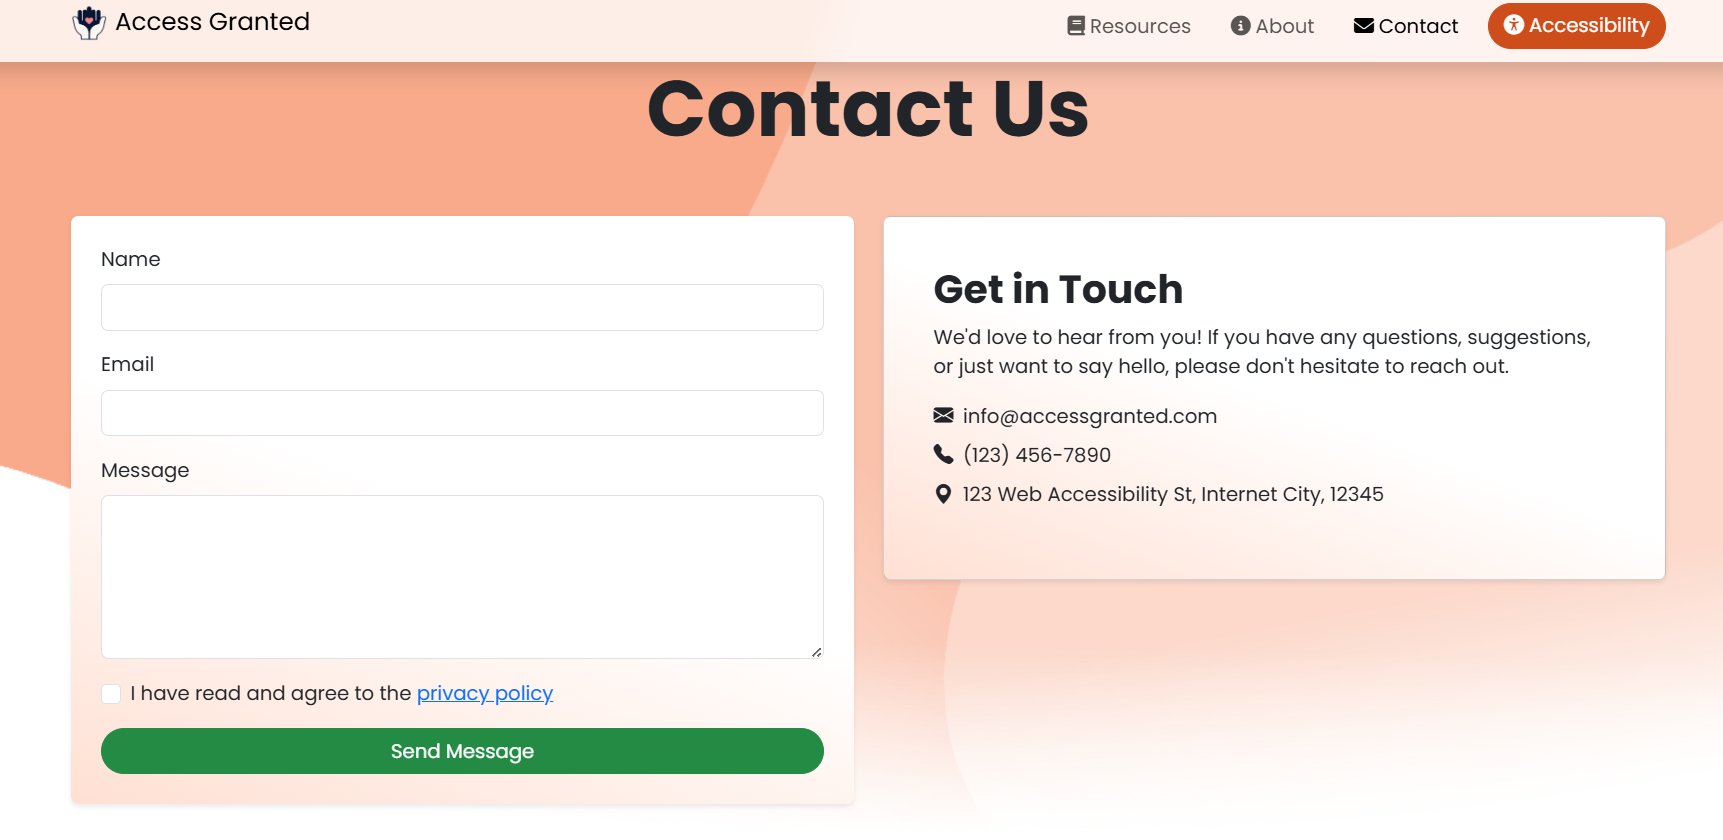 Access Granted
Resources
About
Contact
Accessibility
Contact Us
Name
Email
Message
I have read and agree to the privacy policy
Send Message
Get in Touch
We'd love to hear from you! If you have any questions, suggestions,
or just want to say hello, please don't hesitate to reach out.
info@accessgranted.com
(123) 456-7890
123 Web Accessibility St, Internet City, 12345